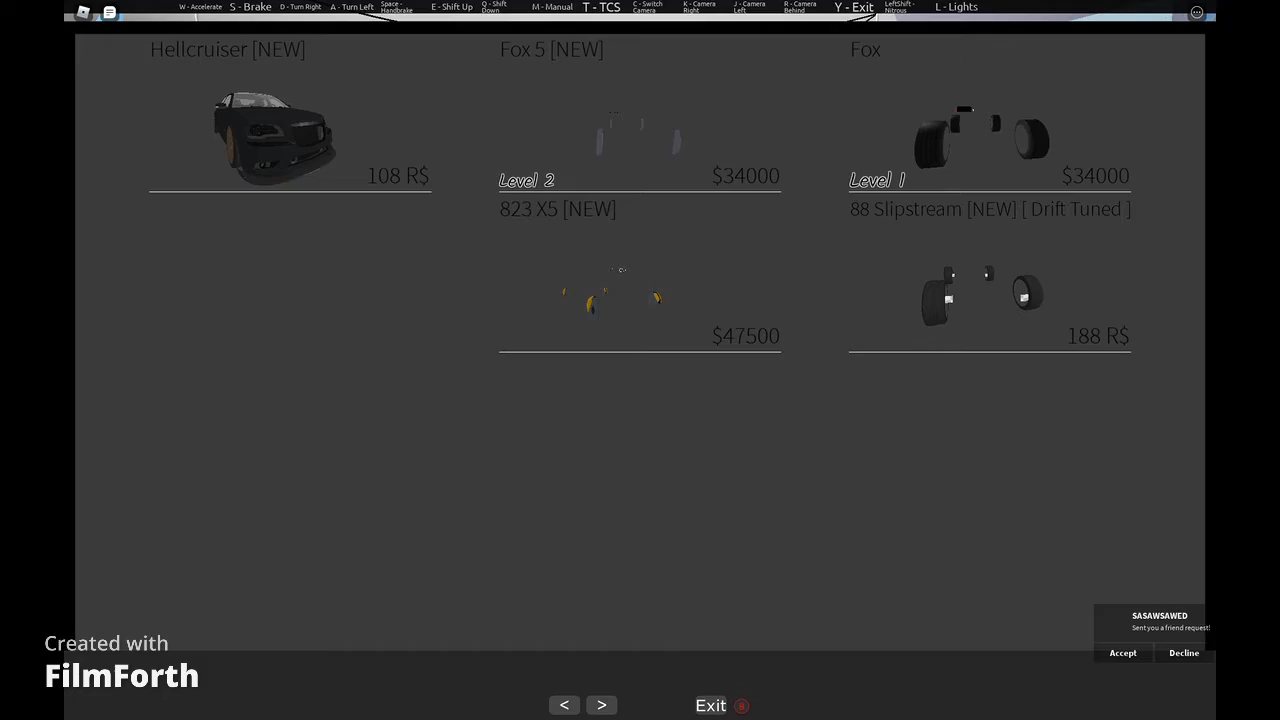 W - Accelerate S - Brake D - Turn Right A - Turn Left Space - Handbrake E - Shift Up Q - Shift Down M - Manual T - TCS C - Switch Camera K - Camera Right J - Camera Left R - Camera Behind Y - Exit LeftShift - Nitrous L - Lights
Hellcruiser [NEW] Fox 5 [NEW] Fox
108 R$ Level 2 $34000 Level 1 $34000
823 X5 [NEW] 88 Slipstream [NEW] [ Drift Tuned ]
$47500 188 R$
SASAWSAWED
Sent you a friend request!
Accept Decline
Created with
FilmForth
< > Exit